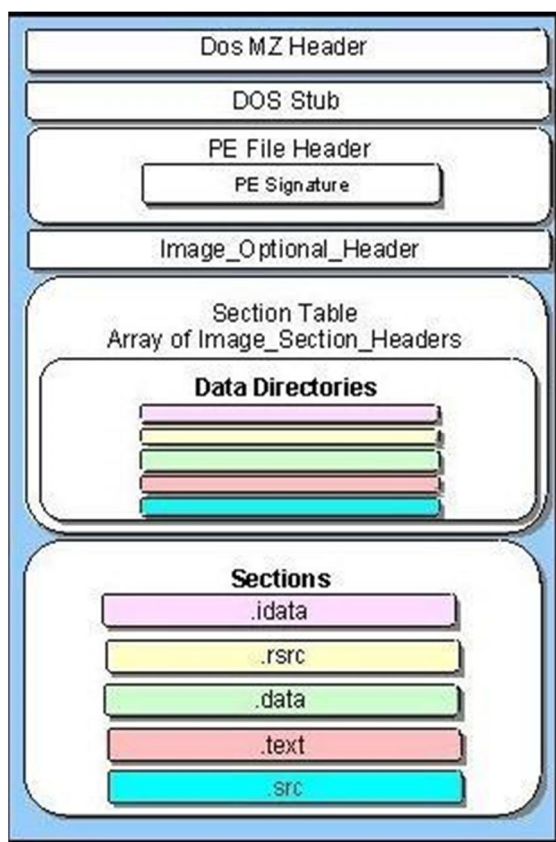 Dos MZ Header
DOS Stub
PE File Header
PE Signature
Image_Optional_Header
Section Table
Array of Image_Section_Headers
Data Directories
Sections
.idata
.rsrc
.data
.text
.src